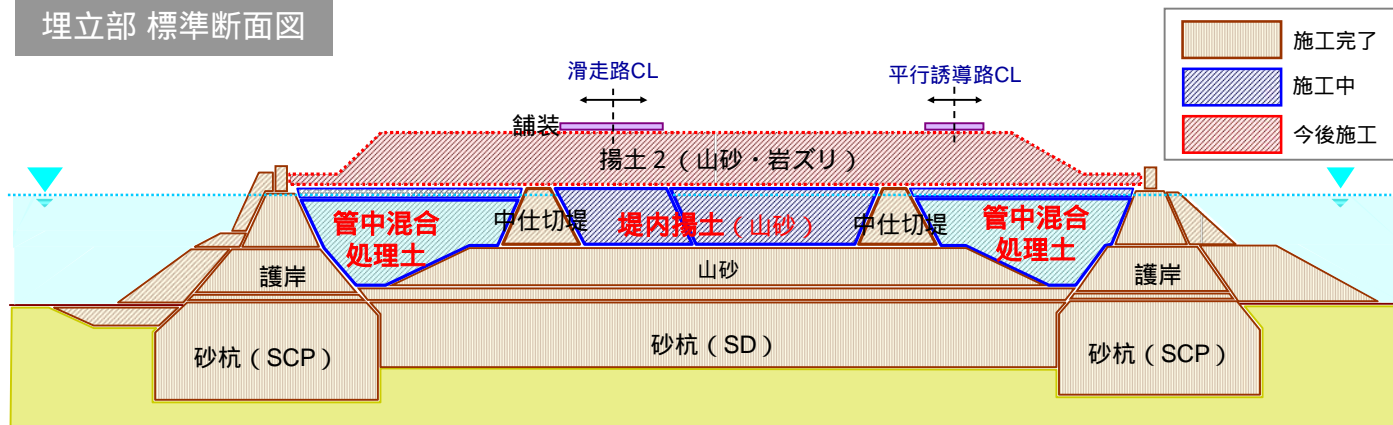 埋立部 標準断面図
施工完了
施工中
今後施工
滑走路CL
平行誘導路CL
舗装
揚土２（山砂・岩ズリ）
管中混合
処理土
中仕切堤
堤内揚土（山砂）
中仕切堤
管中混合
処理土
護岸
山砂
護岸
砂杭（SCP）
砂杭（SD）
砂杭（SCP）